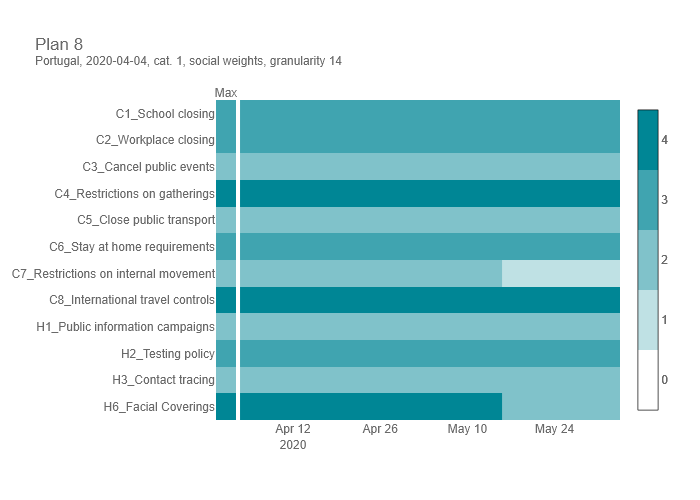 Plan 8
Portugal, 2020-04-04, cat. 1, social weights, granularity 14
Max
C1_School closing
C2_Workplace closing
C3_Cancel public events
C4_Restrictions on gatherings
C5_Close public transport
C6_Stay at home requirements
C7_Restrictions on internal movement
C8_International travel controls
H1_Public information campaigns
H2_Testing policy
H3_Contact tracing
H6_Facial Coverings
Apr 12 Apr 26 May 10 May 24
2020
4
3
2
1
0